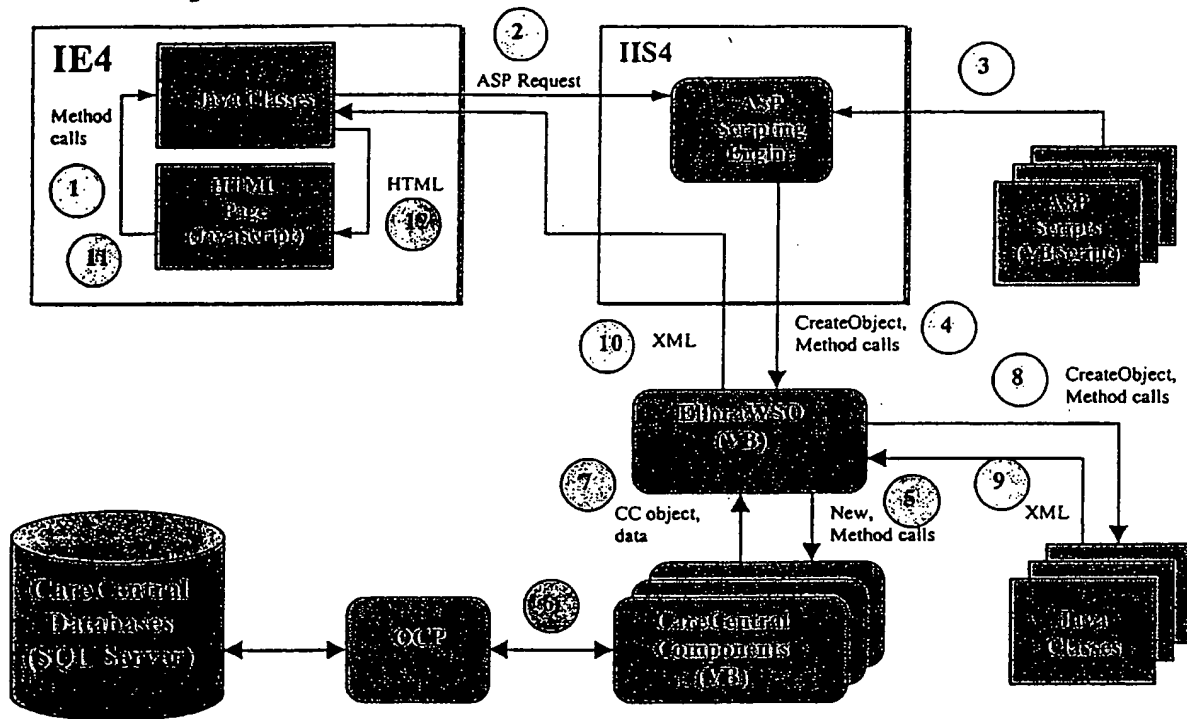 IE4
Java Classes
Method
calls
1
11
HTML
Page
(JavaScript)
HTML
12
2
ASP Request
IIS4
ASP
Scripting
Engine
3
ASP
Scripts
(VBScript)
10
XML
CreateObject,
Method calls
4
8
CreateObject,
Method calls
(VB)
7
CC object,
data
New,
Method calls
5
9
XML
CareCentral
Databases
(SQL Server)
OCP
6
CareCentral
Components
(VB)
Java
Classes